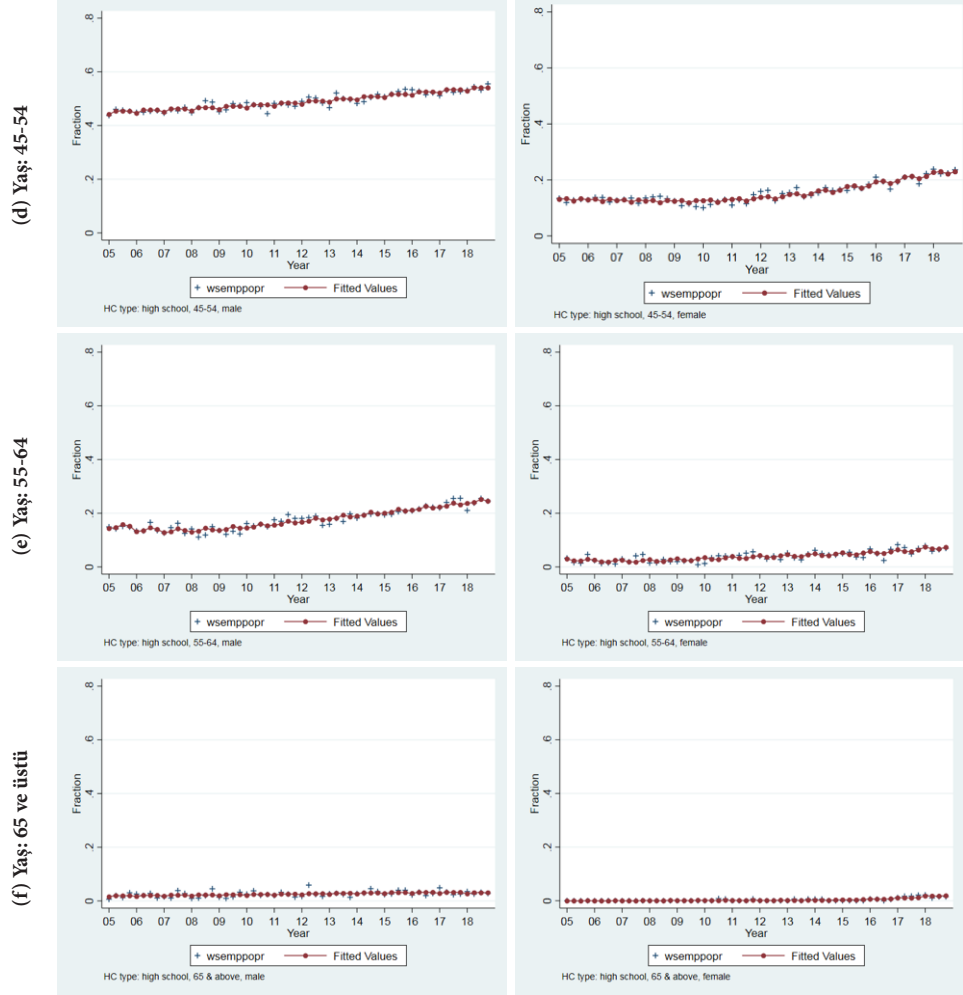 (d) Yaş: 45-54
.8
.6
.4
.2
0
Fraction
05 06 07 08 09 10 11 12 13 14 15 16 17 18
Year
wsemppopr Fitted Values
HC type: high school, 45-54, male
.8
.6
.4
.2
0
Fraction
05 06 07 08 09 10 11 12 13 14 15 16 17 18
Year
wsemppopr Fitted Values
HC type: high school, 45-54, female
(e) Yaş: 55-64
.8
.6
.4
.2
0
Fraction
05 06 07 08 09 10 11 12 13 14 15 16 17 18
Year
wsemppopr Fitted Values
HC type: high school, 55-64, male
.8
.6
.4
.2
0
Fraction
05 06 07 08 09 10 11 12 13 14 15 16 17 18
Year
wsemppopr Fitted Values
HC type: high school, 55-64, female
(f) Yaş: 65 ve üstü
.8
.6
.4
.2
0
Fraction
05 06 07 08 09 10 11 12 13 14 15 16 17 18
Year
wsemppopr Fitted Values
HC type: high school, 65 & above, male
.8
.6
.4
.2
0
Fraction
05 06 07 08 09 10 11 12 13 14 15 16 17 18
Year
wsemppopr Fitted Values
HC type: high school, 65 & above, female